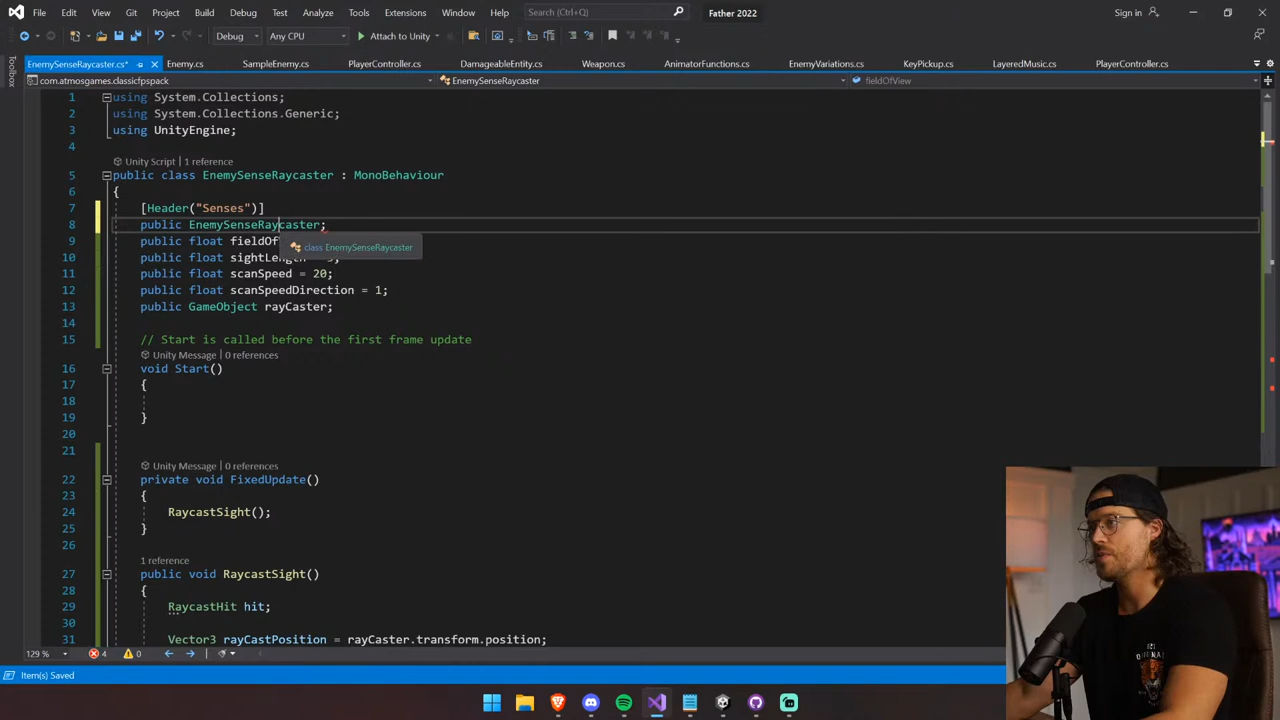 File Edit View Git Project Build Debug Test Analyze Tools Extensions Window Help Search (Ctrl+Q) Father 2022 Sign in
Debug Any CPU Attach to Unity
EnemySenseRaycaster.cs* Enemy.cs SampleEnemy.cs PlayerController.cs DamageableEntity.cs Weapon.cs AnimatorFunctions.cs EnemyVariations.cs KeyPickup.cs LayeredMusic.cs PlayerController.cs
Toolbox
com.atmosgames.classicfpspack EnemySenseRaycaster fieldOfView
1 using System.Collections;
2 using System.Collections.Generic;
3 using UnityEngine;
4
Unity Script | 1 reference
5 public class EnemySenseRaycaster : MonoBehaviour
6 {
7 [Header("Senses")]
8 public EnemySenseRaycaster;
9 public float fieldOf
class EnemySenseRaycaster
10 public float sightLength
11 public float scanSpeed = 20;
12 public float scanSpeedDirection = 1;
13 public GameObject rayCaster;
14
15 // Start is called before the first frame update
Unity Message | 0 references
16 void Start()
17 {
18
19 }
20
21
Unity Message | 0 references
22 private void FixedUpdate()
23 {
24 RaycastSight();
25 }
26
1 reference
27 public void RaycastSight()
28 {
29 RaycastHit hit;
30
31 Vector3 rayCastPosition = rayCaster.transform.position;
129 % 4 0
Item(s) Saved